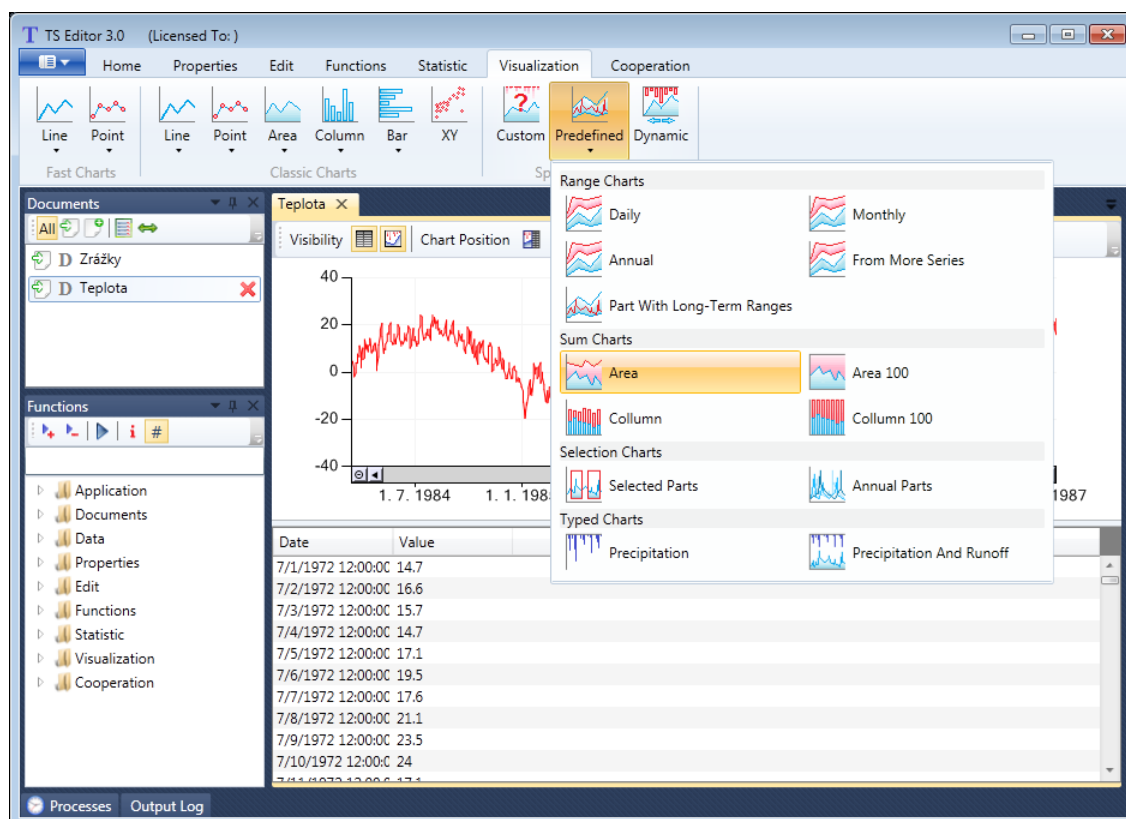 T TS Editor 3.0 (Licensed To: )
Home Properties Edit Functions Statistic Visualization Cooperation
Line Point Line Point Area Column Bar XY Custom Predefined Dynamic
Fast Charts Classic Charts Sp
Range Charts
Daily Monthly
Annual From More Series
Part With Long-Term Ranges
Sum Charts
Area Area 100
Collumn Collumn 100
Selection Charts
Selected Parts Annual Parts
Typed Charts
Precipitation Precipitation And Runoff
Documents
All
D Zrážky
D Teplota
Functions
#
Application
Documents
Data
Properties
Edit
Functions
Statistic
Visualization
Cooperation
Teplota
Visibility Chart Position
40
20
0
-20
-40
1. 7. 1984 1. 1. 198 1987
Date Value
7/1/1972 12:00:0C 14.7
7/2/1972 12:00:0C 16.6
7/3/1972 12:00:0C 15.7
7/4/1972 12:00:0C 14.7
7/5/1972 12:00:0C 17.1
7/6/1972 12:00:0C 19.5
7/7/1972 12:00:0C 17.6
7/8/1972 12:00:0C 21.1
7/9/1972 12:00:0C 23.5
7/10/1972 12:00:C 24
Processes Output Log